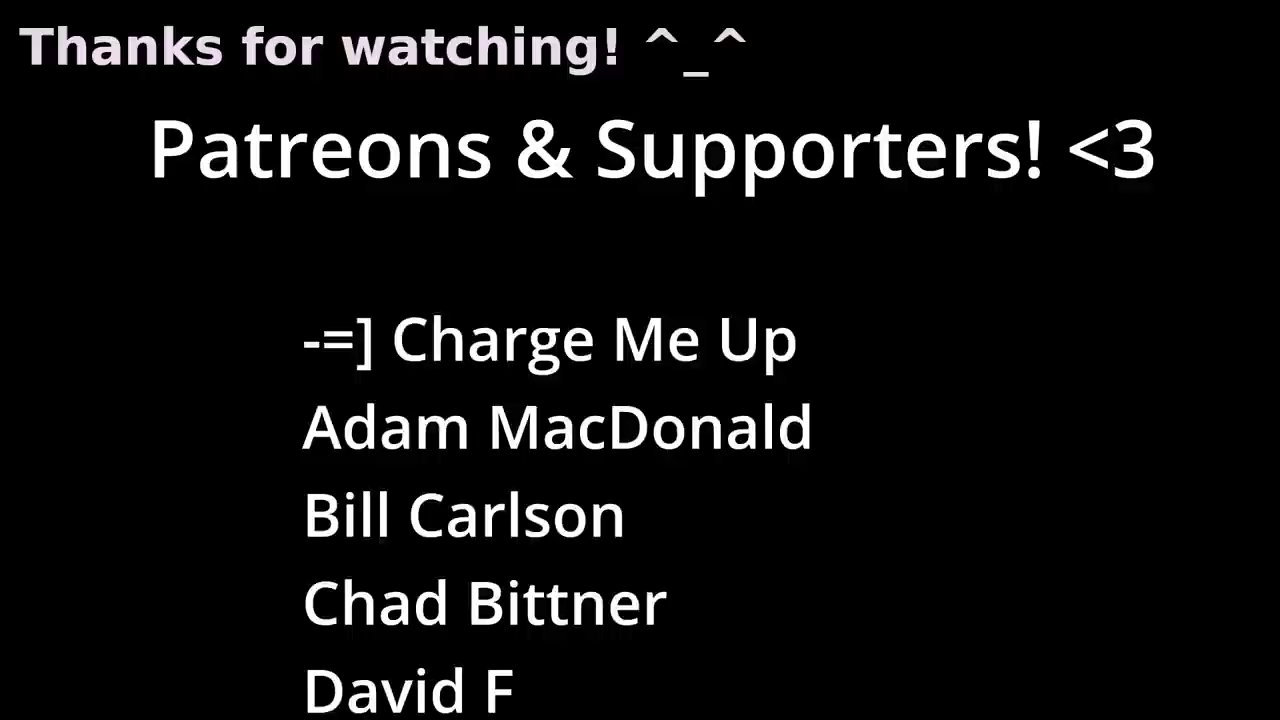 Thanks for watching! ^_^
Patreons & Supporters! <3
-=] Charge Me Up
Adam MacDonald
Bill Carlson
Chad Bittner
David F